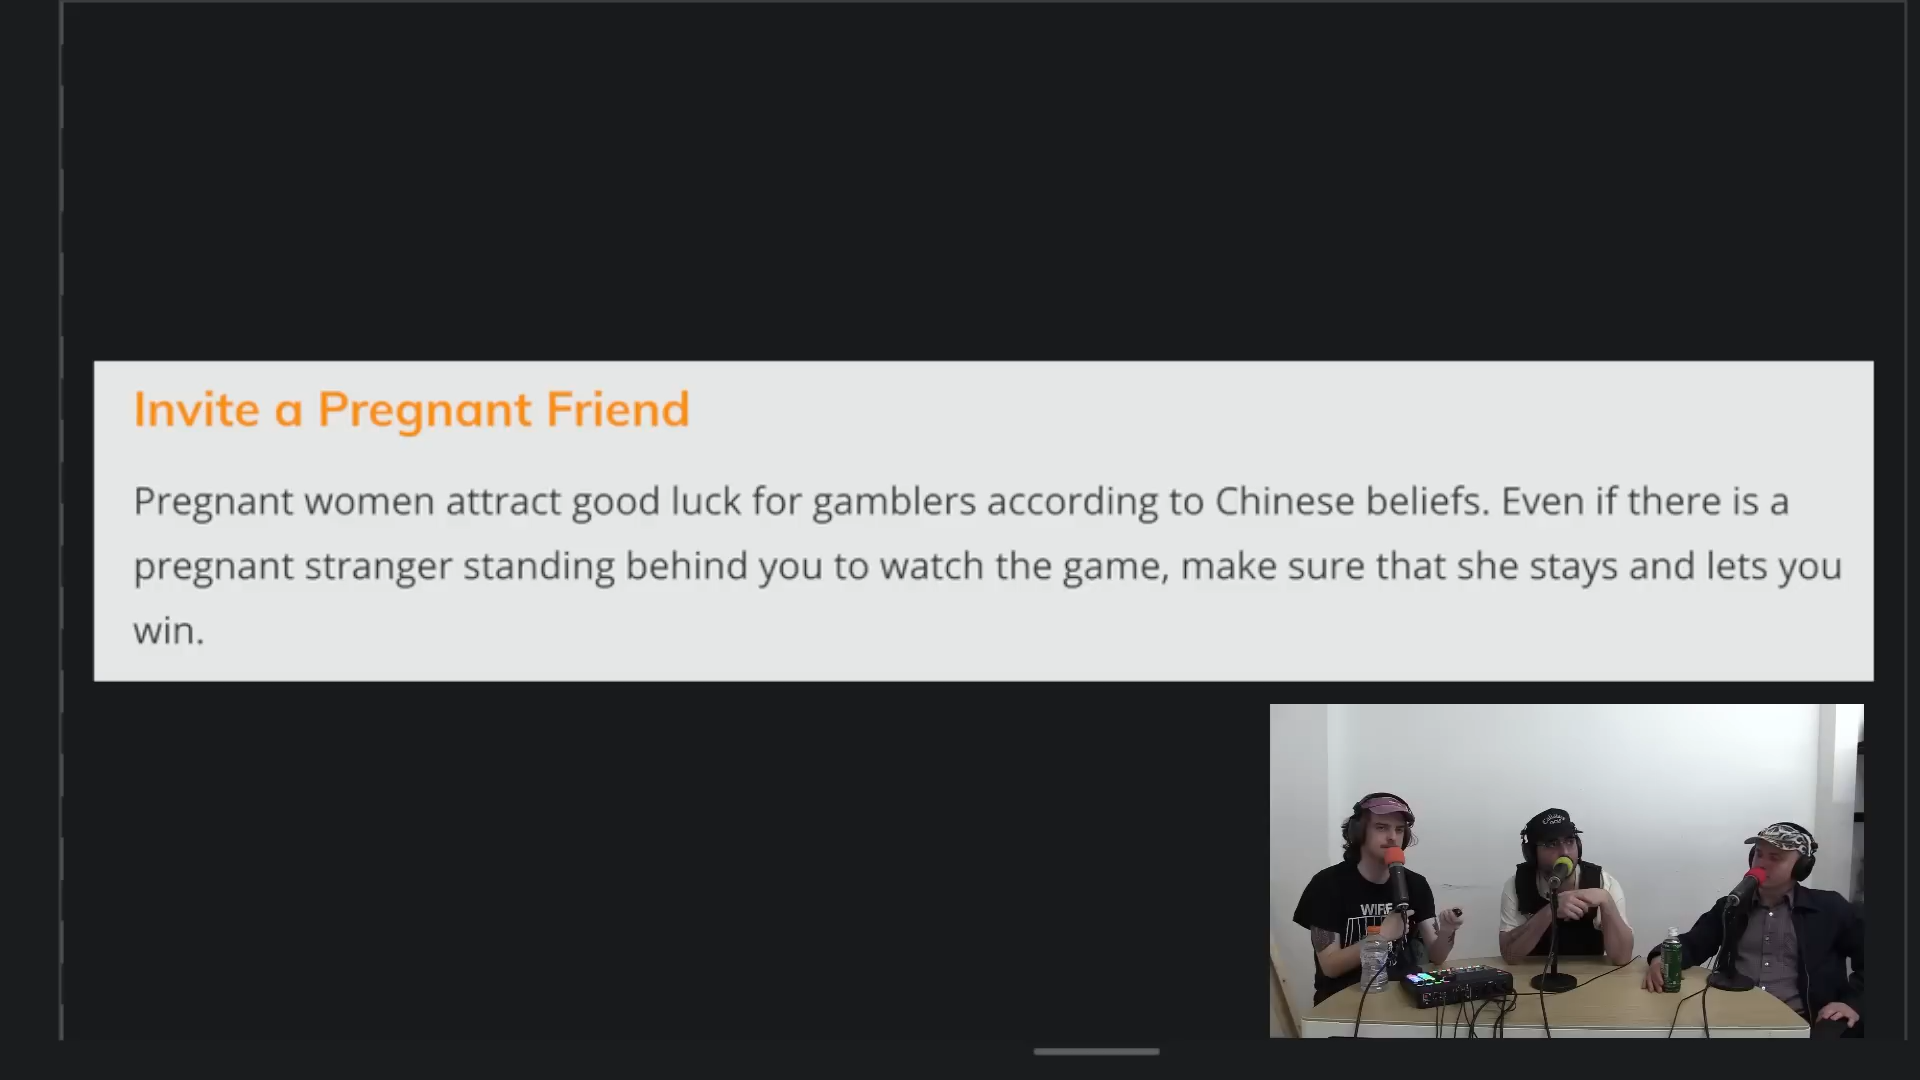 Invite a Pregnant Friend
Pregnant women attract good luck for gamblers according to Chinese beliefs. Even if there is a
pregnant stranger standing behind you to watch the game, make sure that she stays and lets you
win.
WIRE